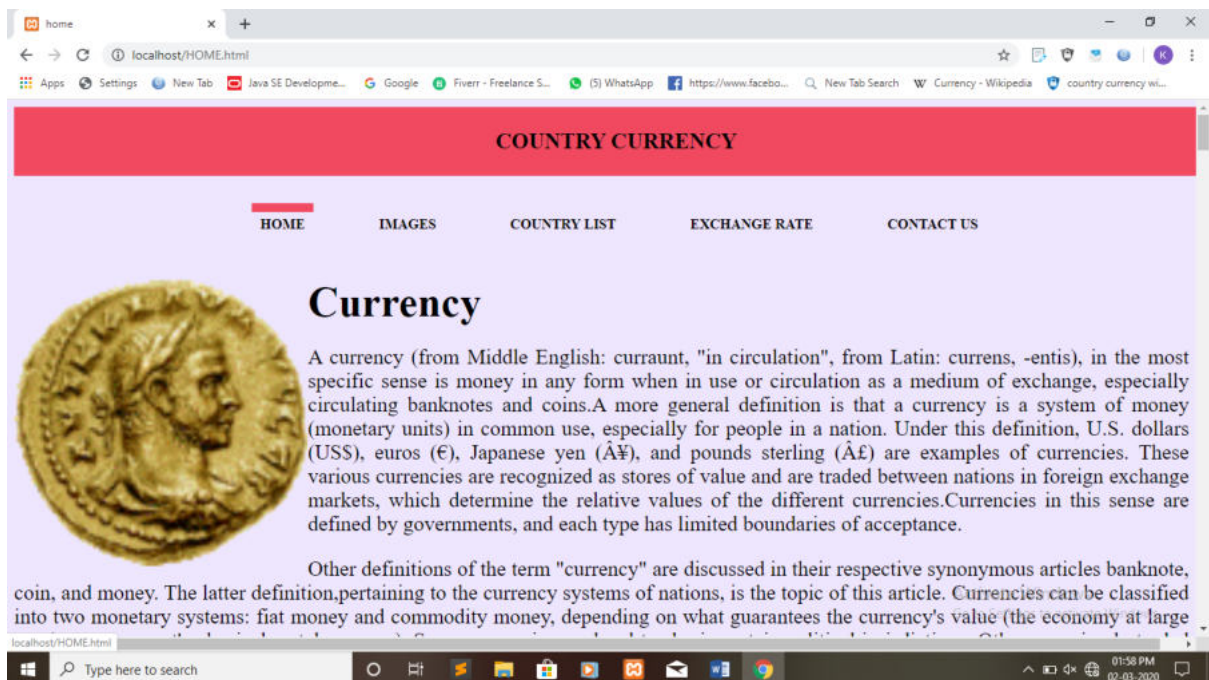 home
localhost/HOME.html
Apps Settings New Tab Java SE Developme... Google Fiverr - Freelance S... (5) WhatsApp https://www.facebo... New Tab Search Currency - Wikipedia country currency wi...
COUNTRY CURRENCY
HOME IMAGES COUNTRY LIST EXCHANGE RATE CONTACT US
Currency
A currency (from Middle English: curraunt, "in circulation", from Latin: currens, -entis), in the most
specific sense is money in any form when in use or circulation as a medium of exchange, especially
circulating banknotes and coins.A more general definition is that a currency is a system of money
(monetary units) in common use, especially for people in a nation. Under this definition, U.S. dollars
(US$), euros (€), Japanese yen (Â¥), and pounds sterling (Â£) are examples of currencies. These
various currencies are recognized as stores of value and are traded between nations in foreign exchange
markets, which determine the relative values of the different currencies.Currencies in this sense are
defined by governments, and each type has limited boundaries of acceptance.
Other definitions of the term "currency" are discussed in their respective synonymous articles banknote,
coin, and money. The latter definition,pertaining to the currency systems of nations, is the topic of this article. Currencies can be classified
into two monetary systems: fiat money and commodity money, depending on what guarantees the currency's value (the economy at large
localhost/HOME.html
Type here to search
01:58 PM
02-03-2020